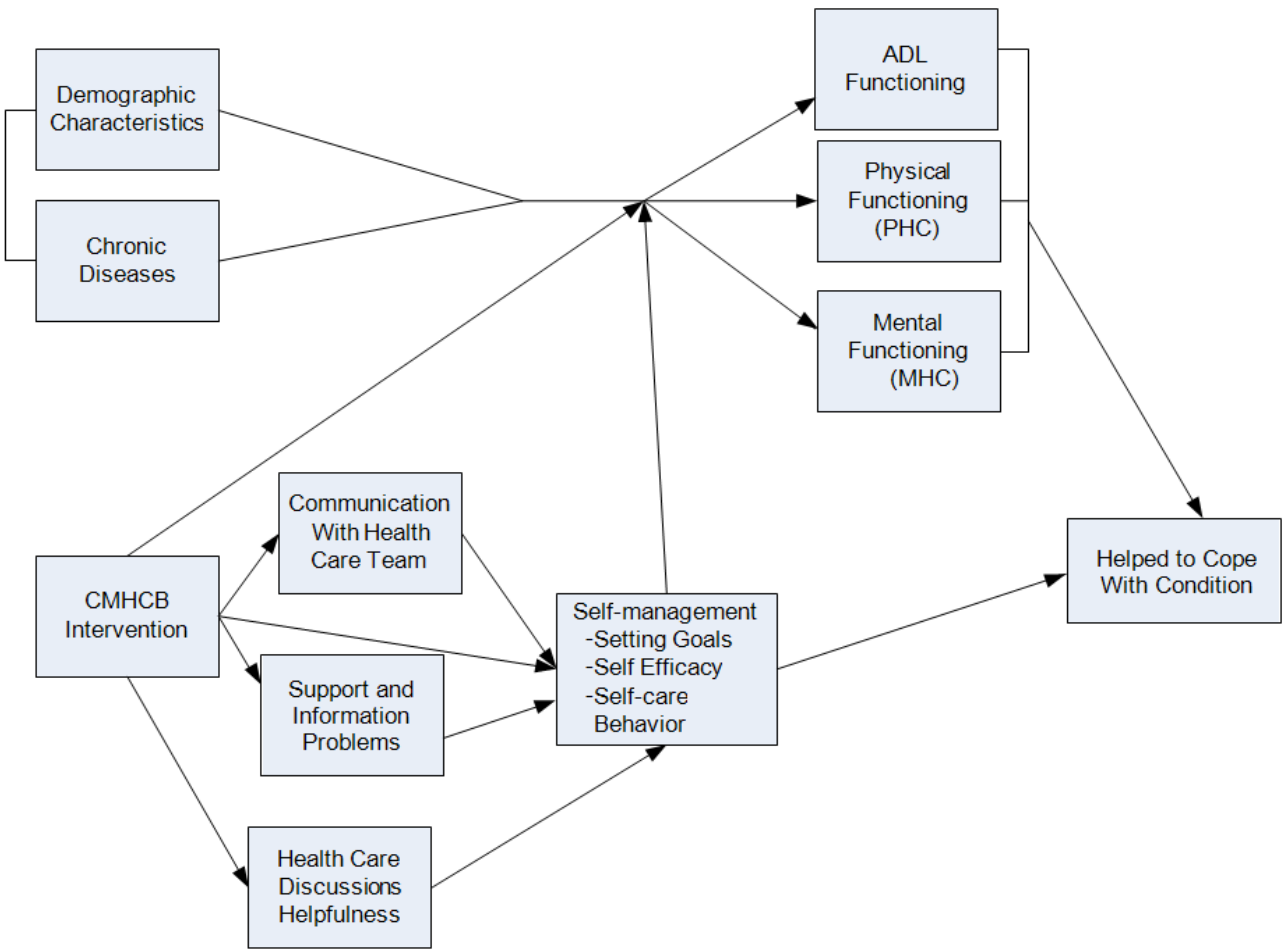 Demographic
Characteristics
Chronic
Diseases
ADL
Functioning
Physical
Functioning
(PHC)
Mental
Functioning
(MHC)
Communication
With Health
Care Team
CMHCB
Intervention
Support and
Information
Problems
Health Care
Discussions
Helpfulness
Self-management
-Setting Goals
-Self Efficacy
-Self-care
Behavior
Helped to Cope
With Condition